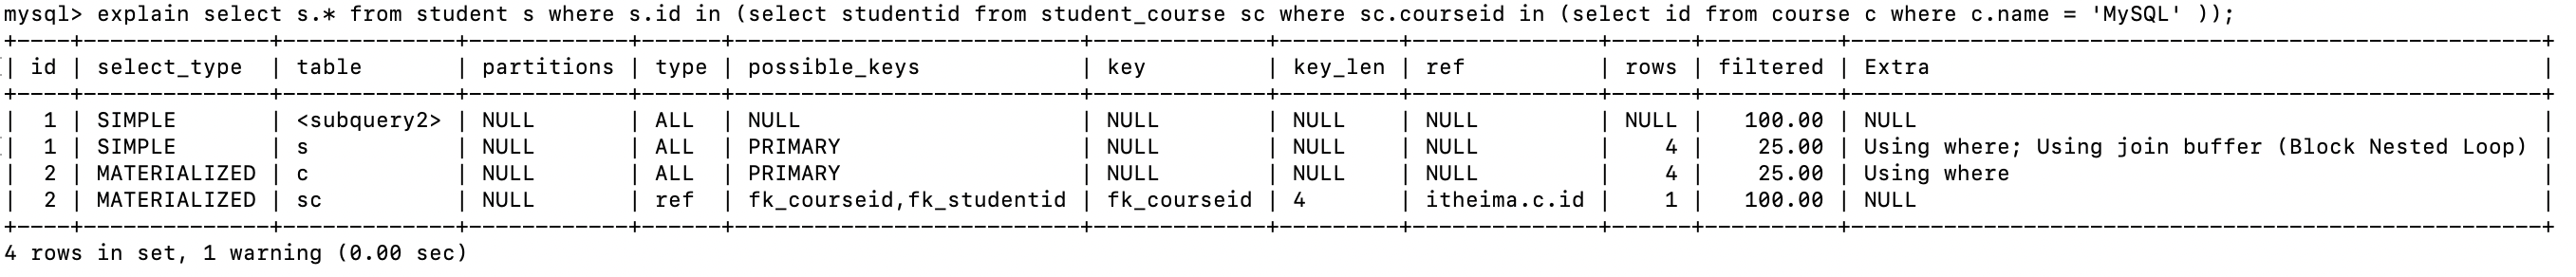 mysql> explain select s.* from student s where s.id in (select studentid from student_course sc where sc.courseid in (select id from course c where c.name = 'MySQL' ));
+----+--------------+-------------+------------+------+--------------------------+-------------+---------+--------------+------+----------+----------------------------------------------------+
| id | select_type  | table       | partitions | type | possible_keys            | key         | key_len | ref          | rows | filtered | Extra                                              |
+----+--------------+-------------+------------+------+--------------------------+-------------+---------+--------------+------+----------+----------------------------------------------------+
|  1 | SIMPLE       | <subquery2> | NULL       | ALL  | NULL                     | NULL        | NULL    | NULL         | NULL |   100.00 | NULL                                               |
|  1 | SIMPLE       | s           | NULL       | ALL  | PRIMARY                  | NULL        | NULL    | NULL         |    4 |    25.00 | Using where; Using join buffer (Block Nested Loop) |
|  2 | MATERIALIZED | c           | NULL       | ALL  | PRIMARY                  | NULL        | NULL    | NULL         |    4 |    25.00 | Using where                                        |
|  2 | MATERIALIZED | sc          | NULL       | ref  | fk_courseid,fk_studentid | fk_courseid | 4       | itheima.c.id |    1 |   100.00 | NULL                                               |
+----+--------------+-------------+------------+------+--------------------------+-------------+---------+--------------+------+----------+----------------------------------------------------+
4 rows in set, 1 warning (0.00 sec)